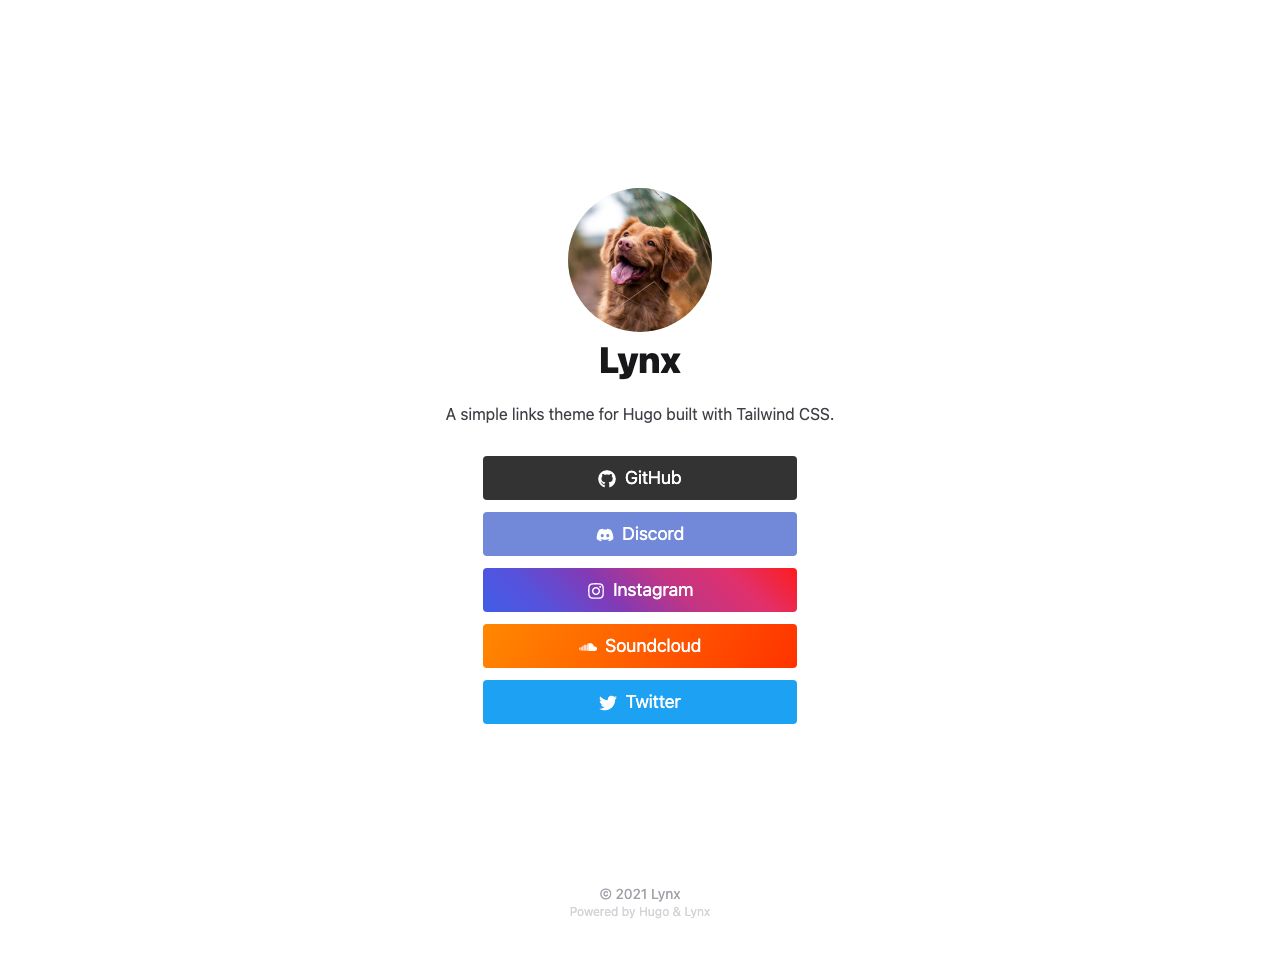 Lynx
A simple links theme for Hugo built with Tailwind CSS.
GitHub
Discord
Instagram
Soundcloud
Twitter
© 2021 Lynx
Powered by Hugo & Lynx